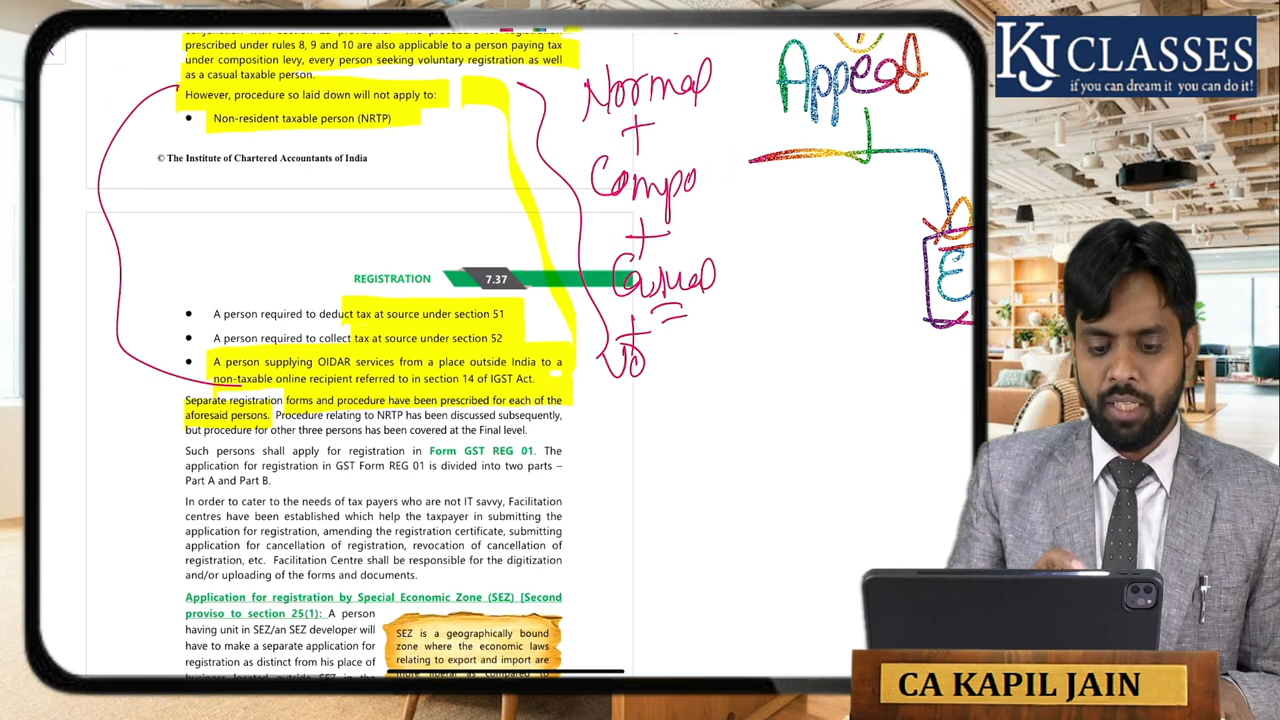 prescribed under rules 8, 9 and 10 are also applicable to a person paying tax
under composition levy, every person seeking voluntary registration as well
as a casual taxable person.
However, procedure so laid down will not apply to:
• Non-resident taxable person (NRTP)
© The Institute of Chartered Accountants of India
REGISTRATION 7.37
• A person required to deduct tax at source under section 51
• A person required to collect tax at source under section 52
• A person supplying OIDAR services from a place outside India to a
non-taxable online recipient referred to in section 14 of IGST Act.
Separate registration forms and procedure have been prescribed for each of the
aforesaid persons. Procedure relating to NRTP has been discussed subsequently,
but procedure for other three persons has been covered at the Final level.
Such persons shall apply for registration in Form GST REG 01. The
application for registration in GST Form REG 01 is divided into two parts –
Part A and Part B.
In order to cater to the needs of tax payers who are not IT savvy, Facilitation
centres have been established which help the taxpayer in submitting the
application for registration, amending the registration certificate, submitting
application for cancellation of registration, revocation of cancellation of
registration, etc. Facilitation Centre shall be responsible for the digitization
and/or uploading of the forms and documents.
Application for registration by Special Economic Zone (SEZ) [Second
proviso to section 25(1): A person
having unit in SEZ/an SEZ developer will
have to make a separate application for
registration as distinct from his place of
SEZ is a geographically bound
zone where the economic laws
relating to export and import are
Normal
+
Compo
+
Casual
+
Vo
Appeal
E
KJ CLASSES
if you can dream it you can do it!
CA KAPIL JAIN